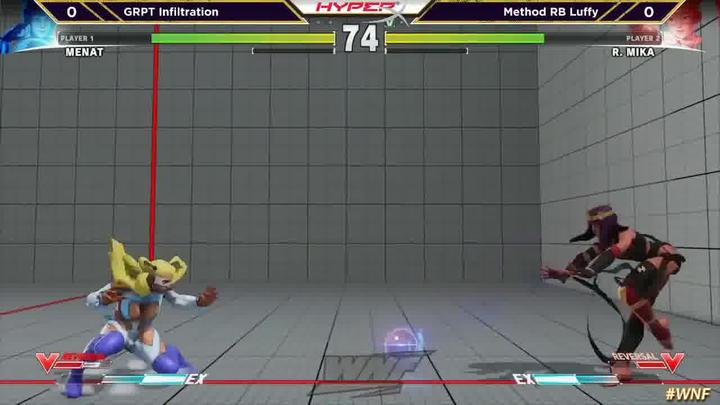 0 GRPT Infiltration HYPER Method RB Luffy 0
PLAYER 1 74 PLAYER 2
MENAT R. MIKA
REVERSAL
EX EX
WNF
#WNF